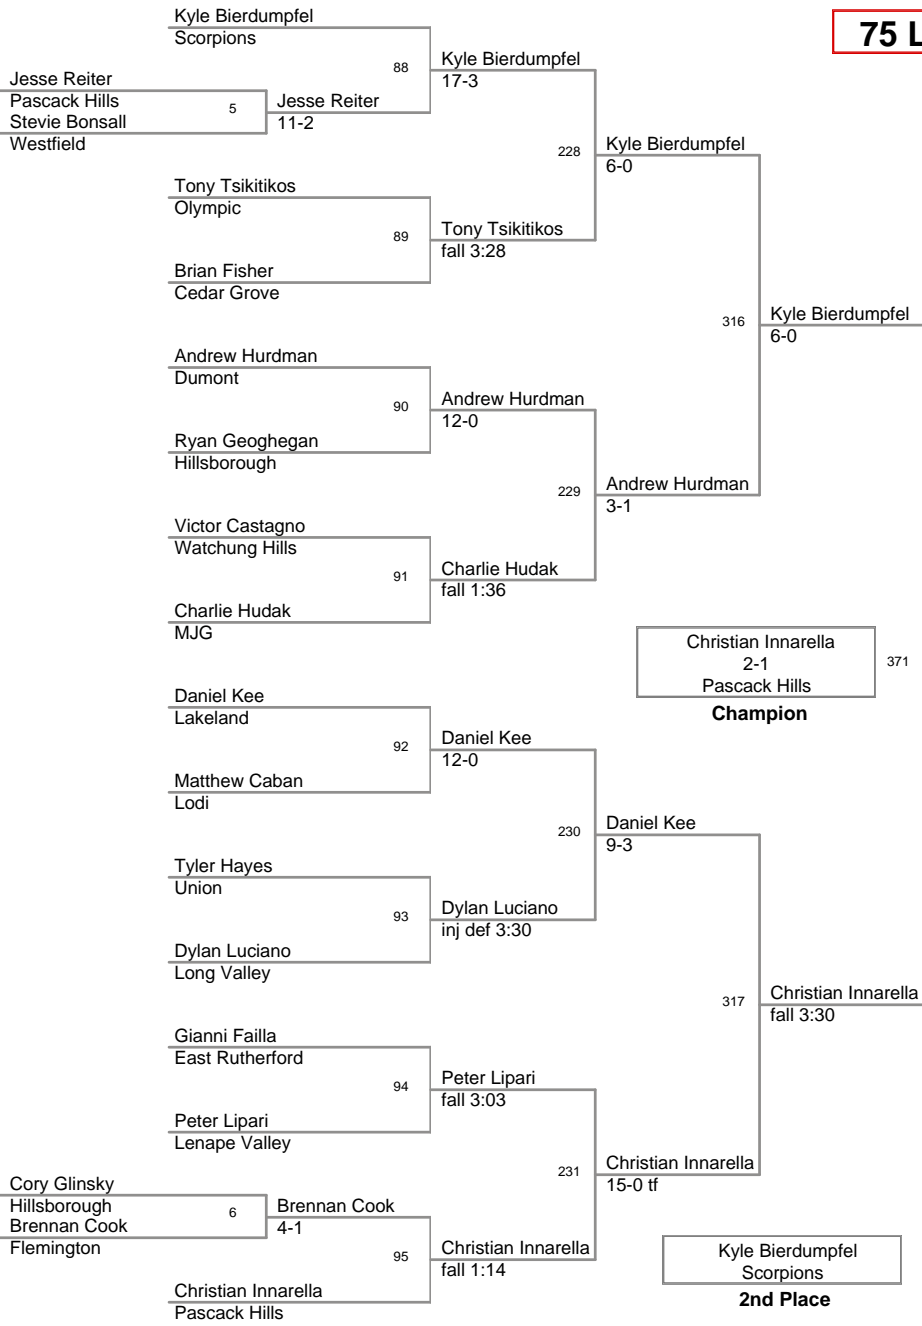 Kyle Bierdumpfel
Scorpions
75 L
88
Kyle Bierdumpfel
17-3
Jesse Reiter
Pascack Hills
5
Stevie Bonsall
Westfield
Jesse Reiter
11-2
228
Kyle Bierdumpfel
6-0
Tony Tsikitikos
Olympic
89
Tony Tsikitikos
fall 3:28
Brian Fisher
Cedar Grove
316
Kyle Bierdumpfel
6-0
Andrew Hurdman
Dumont
90
Andrew Hurdman
12-0
Ryan Geoghegan
Hillsborough
229
Andrew Hurdman
3-1
Victor Castagno
Watchung Hills
91
Charlie Hudak
fall 1:36
Charlie Hudak
MJG
Christian Innarella
2-1
Pascack Hills
371
Champion
Daniel Kee
Lakeland
92
Daniel Kee
12-0
Matthew Caban
Lodi
230
Daniel Kee
9-3
Tyler Hayes
Union
93
Dylan Luciano
inj def 3:30
Dylan Luciano
Long Valley
317
Christian Innarella
fall 3:30
Gianni Failla
East Rutherford
94
Peter Lipari
fall 3:03
Peter Lipari
Lenape Valley
231
Christian Innarella
15-0 tf
Cory Glinsky
Hillsborough
6
Brennan Cook
Flemington
Brennan Cook
4-1
95
Christian Innarella
fall 1:14
Christian Innarella
Pascack Hills
Kyle Bierdumpfel
Scorpions
2nd Place